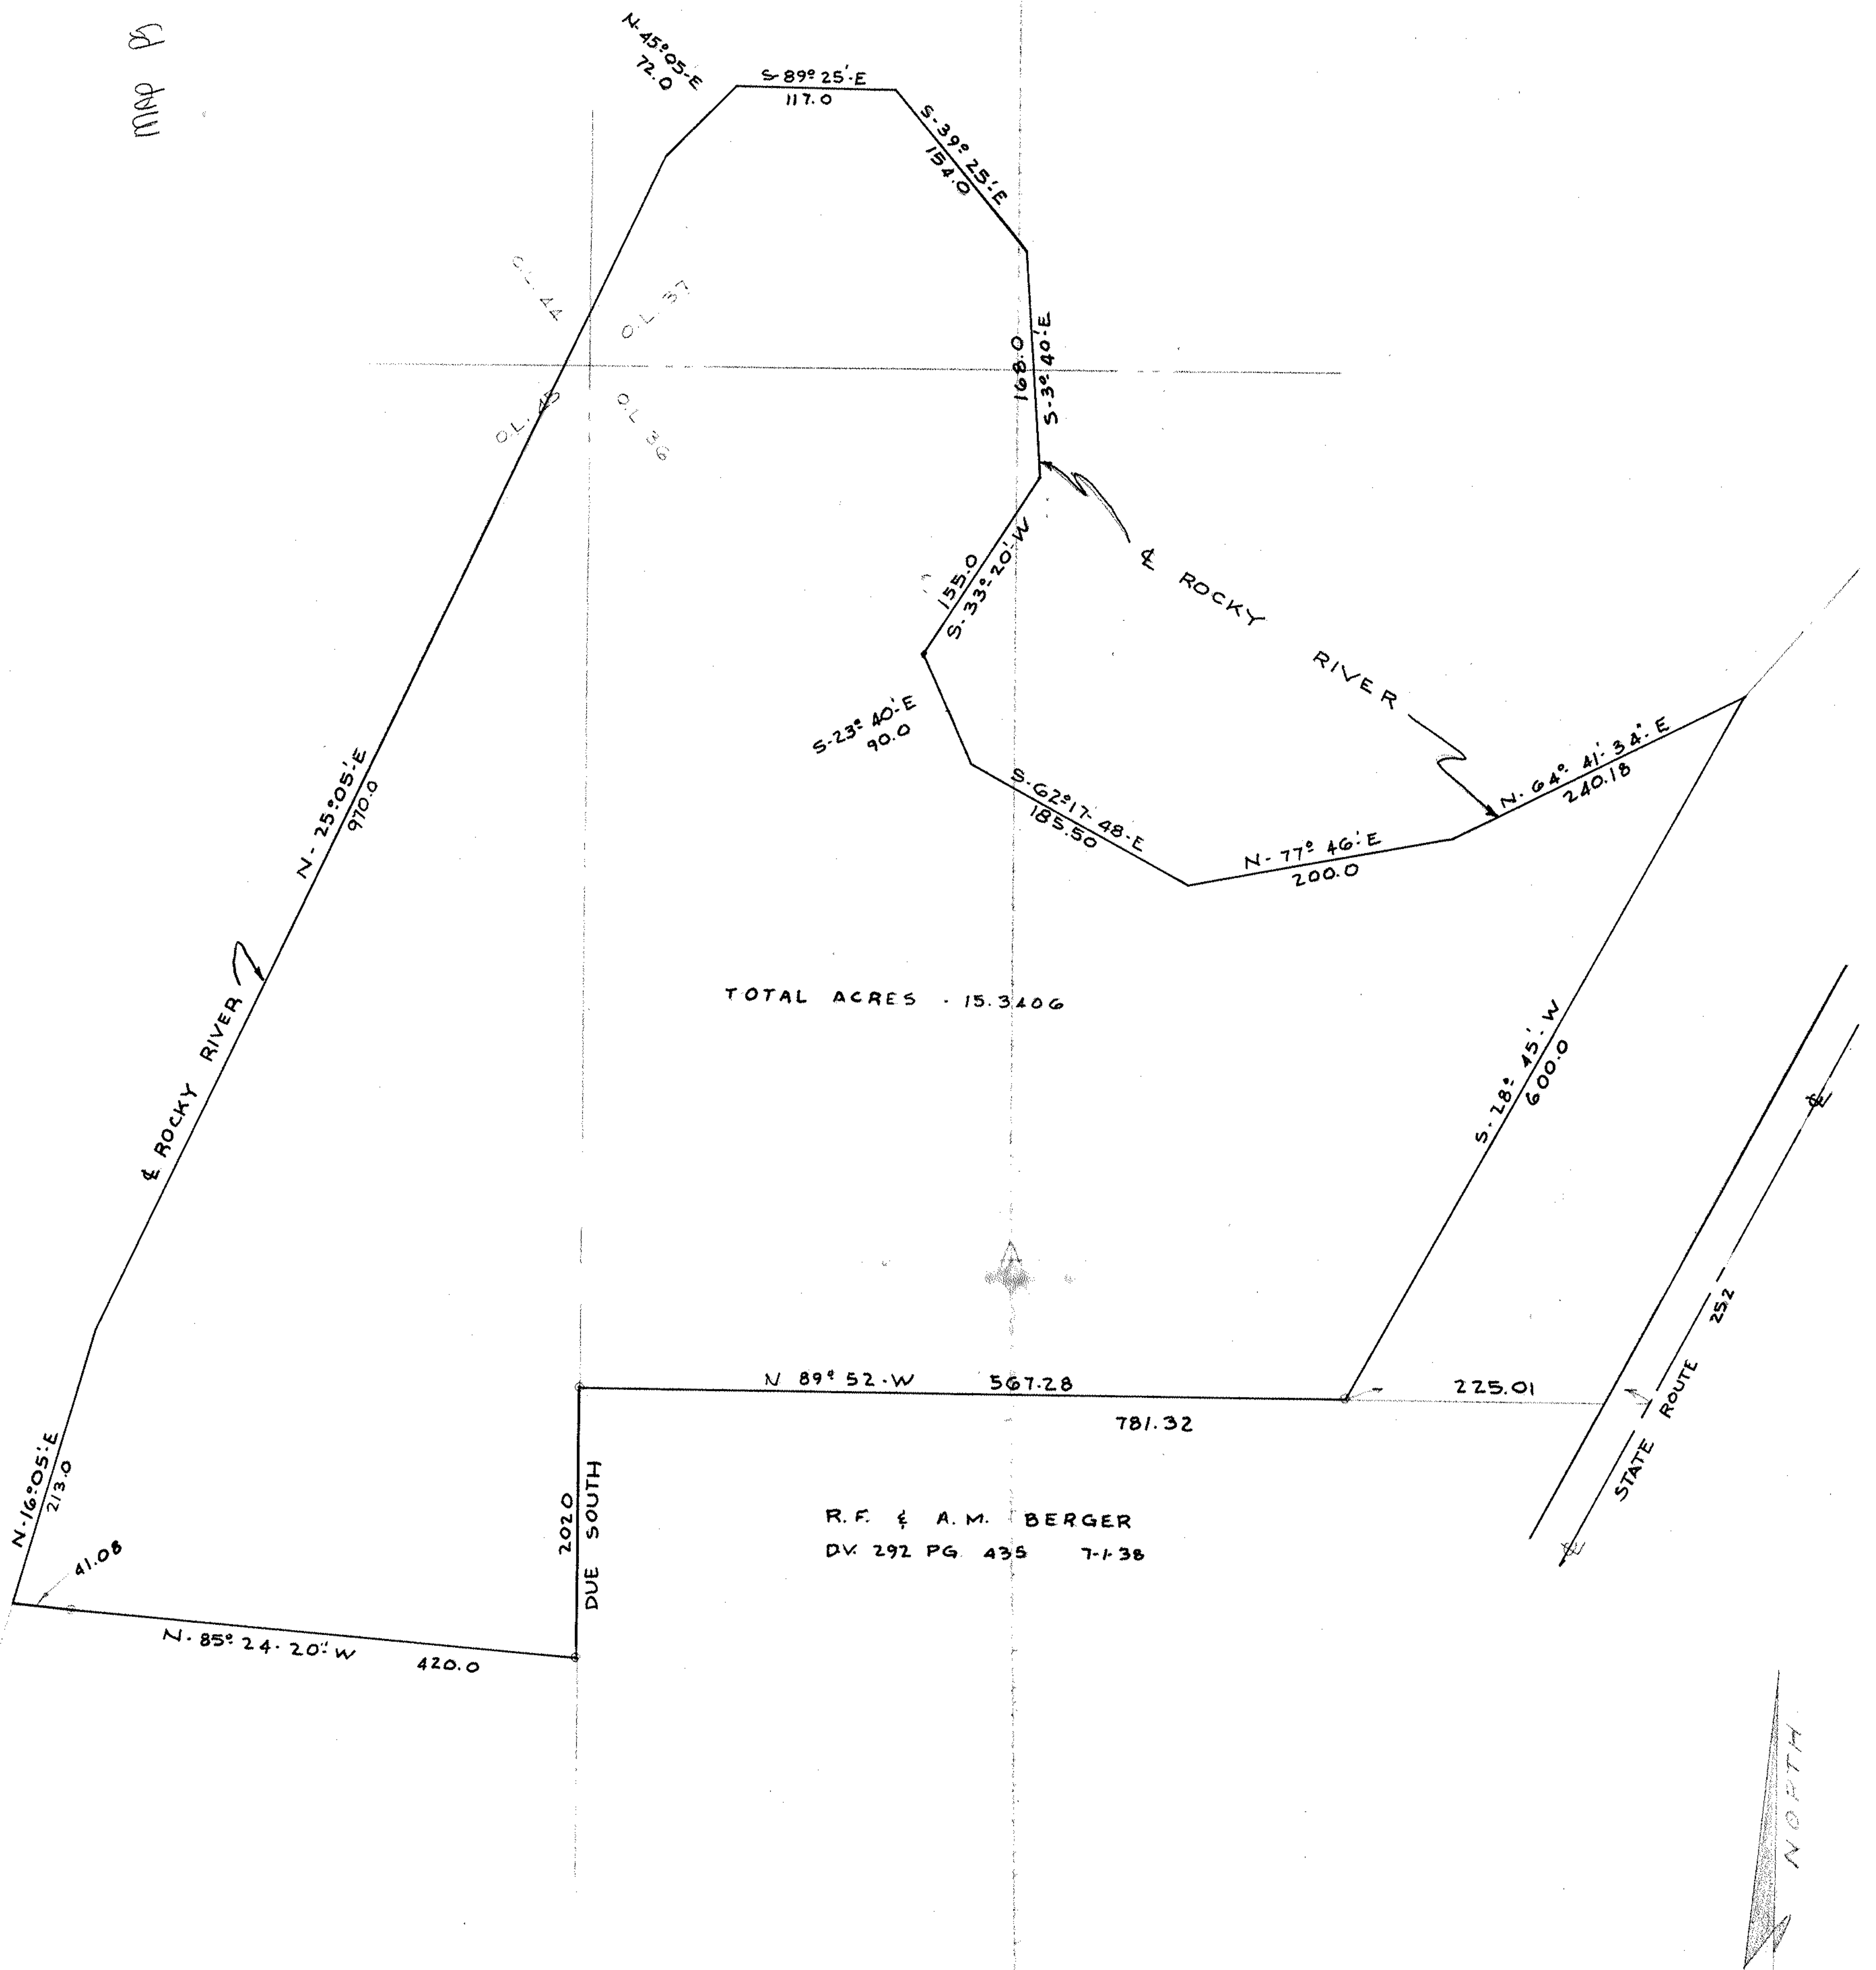 MAP
N-45°05'-E
72.0
S-89°25'-E
117.0
S-39°25'-E
154.0
O.L. 44
O.L. 37
O.L. 45
O.L. 36
168.0
S-3°40'-E
155.0
S-33°20'-W
℄ ROCKY RIVER
S-23°40'-E
90.0
S-62°17'48-E
185.50
N-77°46'-E
200.0
N-64°-41'-34"-E
240.18
N-25°05'-E
970.0
℄ ROCKY RIVER
TOTAL ACRES - 15.3406
S-28°45'-W
600.0
℄
N 89°52-W 567.28
225.01
781.32
STATE ROUTE 252
℄
N-16°05'-E
213.0
41.08
2020
DUE SOUTH
R.F. & A.M. BERGER
DV. 292 PG. 435 7-1-38
N-85°24-20"-W
420.0
NORTH